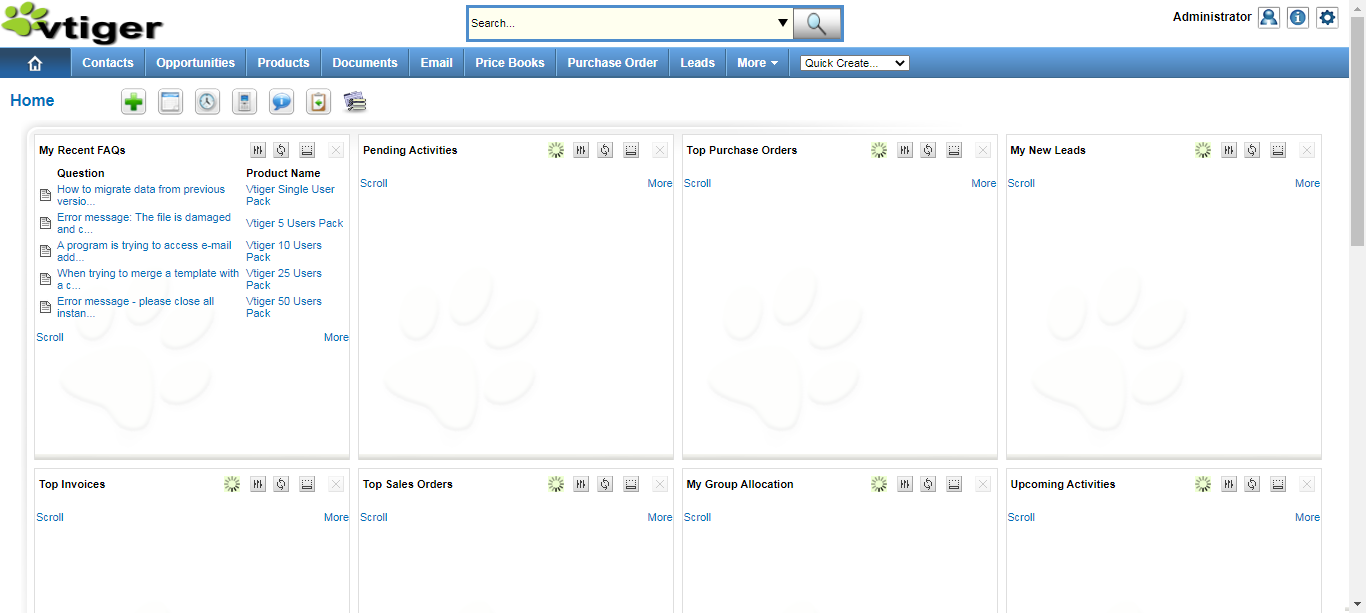 vtiger
Search...
Administrator
Contacts Opportunities Products Documents Email Price Books Purchase Order Leads More Quick Create...
Home
My Recent FAQs
Question Product Name
How to migrate data from previous versio... Vtiger Single User Pack
Error message: The file is damaged and c... Vtiger 5 Users Pack
A program is trying to access e-mail add... Vtiger 10 Users Pack
When trying to merge a template with a c... Vtiger 25 Users Pack
Error message - please close all instan... Vtiger 50 Users Pack
Scroll More
Pending Activities
Scroll More
Top Purchase Orders
Scroll More
My New Leads
Scroll More
Top Invoices
Scroll More
Top Sales Orders
Scroll More
My Group Allocation
Scroll
Upcoming Activities
Scroll More